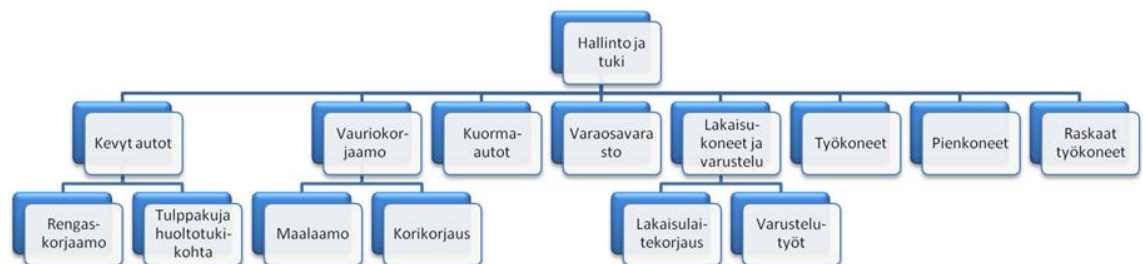 Hallinto ja
tuki
Kevyt autot
Vauriokor-
jaamo
Kuorma-
autot
Varaosavara
sto
Lakaisu-
koneet ja
varustelu
Työkoneet
Pienkoneet
Raskaat
työkoneet
Rengas-
korjaamo
Tulppakuja
huoltotuki-
kohta
Maalaamo
Korikorjaus
Lakaisulai-
tekorjaus
Varustelu-
työt